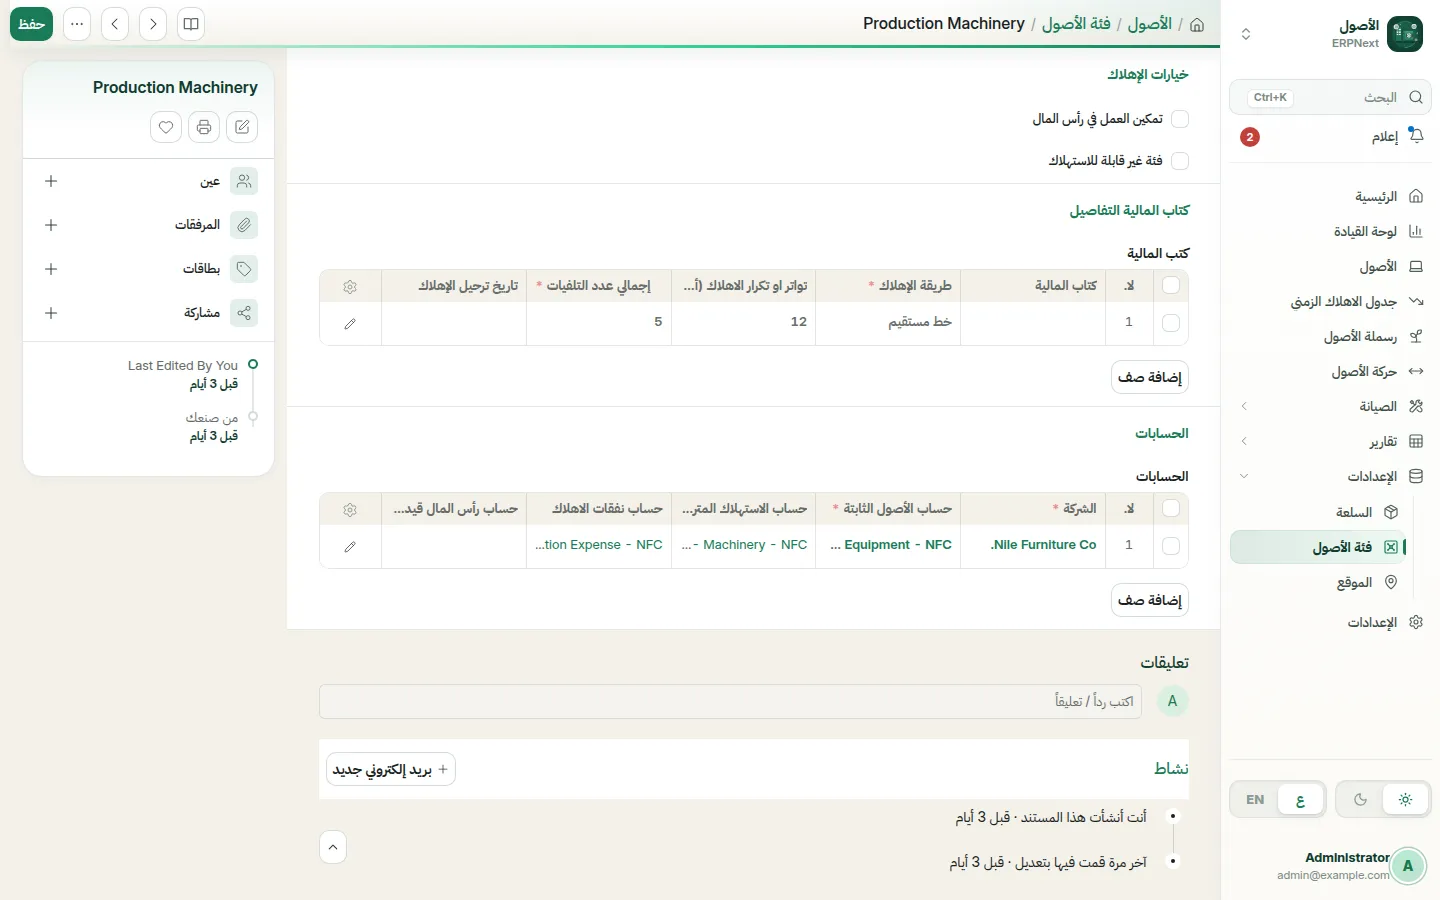 الأصول
ERPNext
البحث
Ctrl+K
إعلام
2
الرئيسية
لوحة القيادة
الأصول
جدول الاهلاك الزمني
رسملة الأصول
حركة الأصول
الصيانة
تقارير
الإعدادات
السلعة
فئة الأصول
الموقع
الإعدادات
ع
EN
Administrator
admin@example.com
A
الأصول / فئة الأصول / Production Machinery
حفظ
خيارات الإهلاك
تمكين العمل في رأس المال
فئة غير قابلة للاستهلاك
كتاب المالية التفاصيل
كتب المالية
لا. كتاب المالية طريقة الإهلاك * تواتر او تكرار الاهلاك (أ... إجمالي عدد التلفيات * تاريخ ترحيل الإهلاك
1 خط مستقيم 12 5
إضافة صف
الحسابات
الحسابات
لا. الشركة * حساب الأصول الثابتة * حساب الاستهلاك المتر... حساب نفقات الاهلاك حساب رأس المال قيد...
1 Nile Furniture Co. ... Equipment - NFC ...- Machinery - NFC ...tion Expense - NFC
إضافة صف
تعليقات
A
اكتب رداً / تعليقاً
نشاط
بريد إلكتروني جديد
أنت أنشأت هذا المستند · قبل 3 أيام
آخر مرة قمت فيها بتعديل · قبل 3 أيام
Production Machinery
عين
المرفقات
بطاقات
مشاركة
Last Edited By You
قبل 3 أيام
من صنعك
قبل 3 أيام